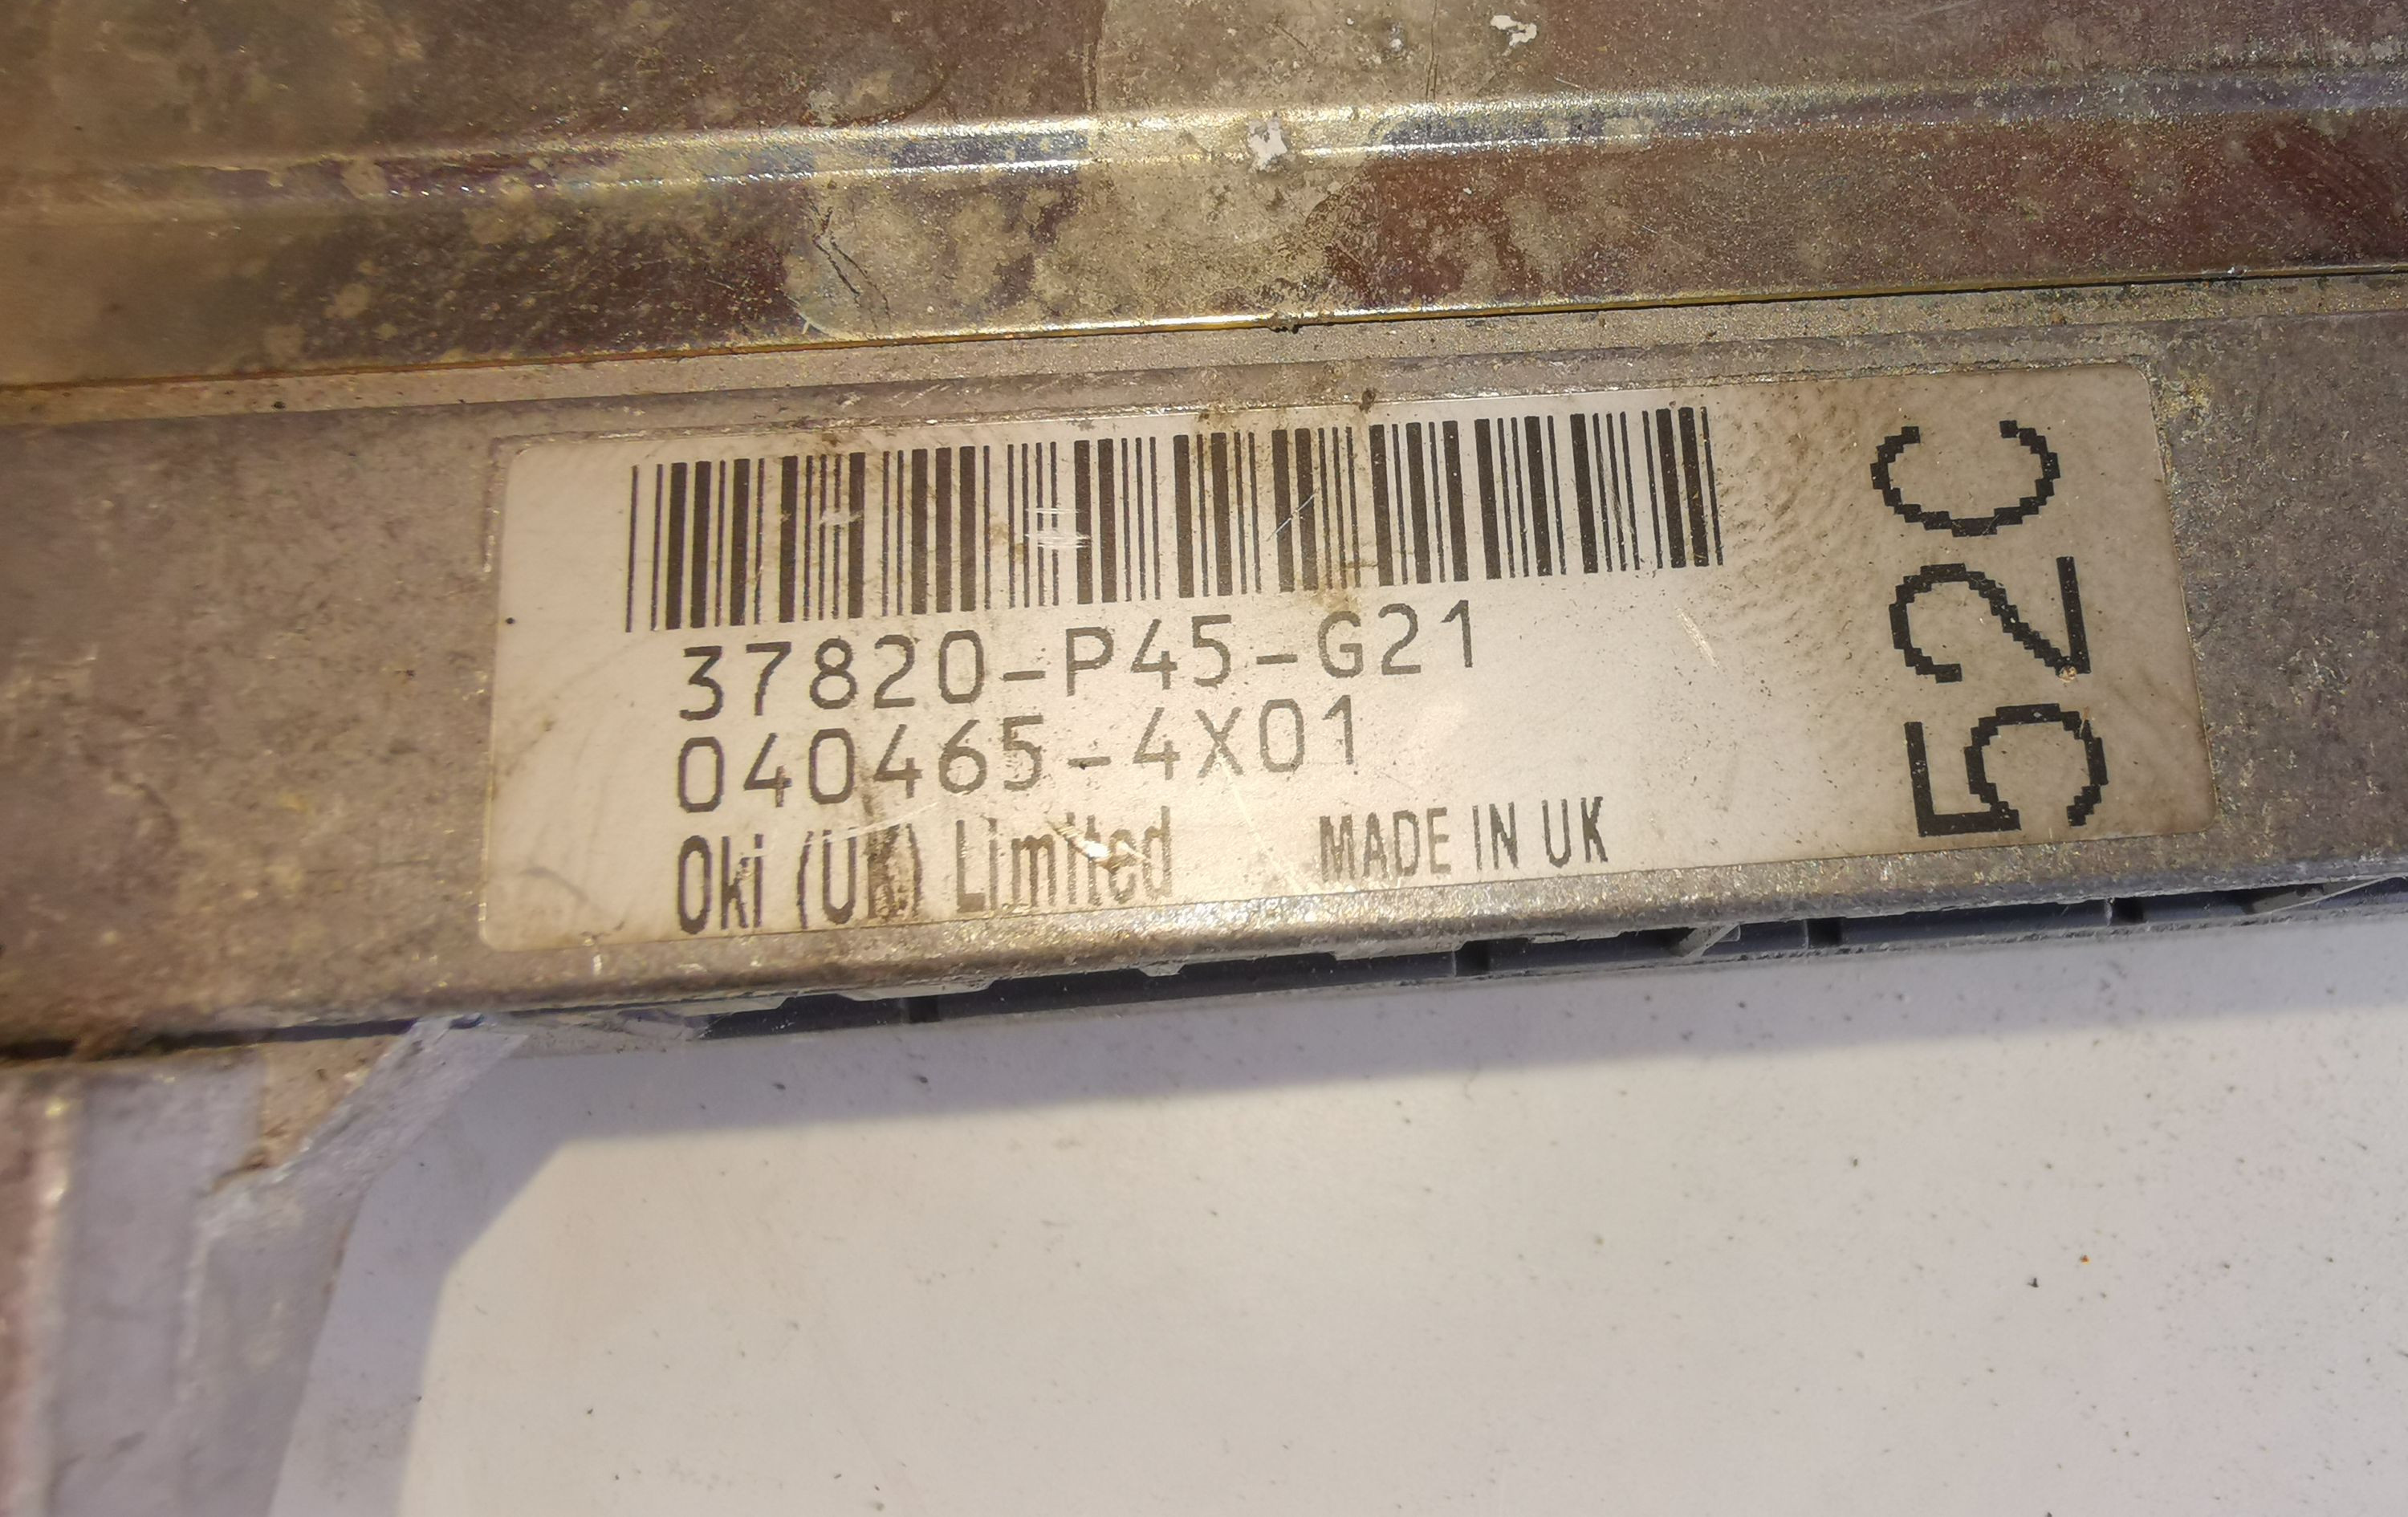 37820-P45-G21
040465-4X01
Oki (UK) Limited MADE IN UK
52C